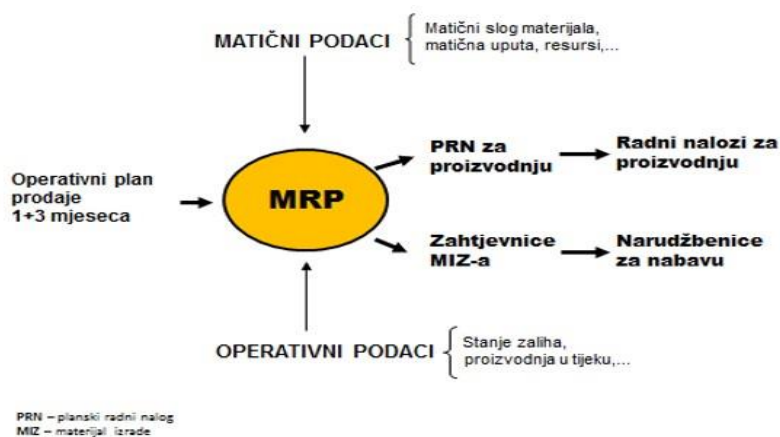 MATIČNI PODACI
Matični slog materijala,
matična uputa, resursi,...
Operativni plan
prodaje
1+3 mjeseca
MRP
PRN za
proizvodnju
Radni nalozi za
proizvodnju
Zahtjevnice
MIZ-a
Narudžbenice
za nabavu
OPERATIVNI PODACI
Stanje zaliha,
proizvodnja u tijeku,...
PRN – planski radni nalog
MIZ – materijal izrade